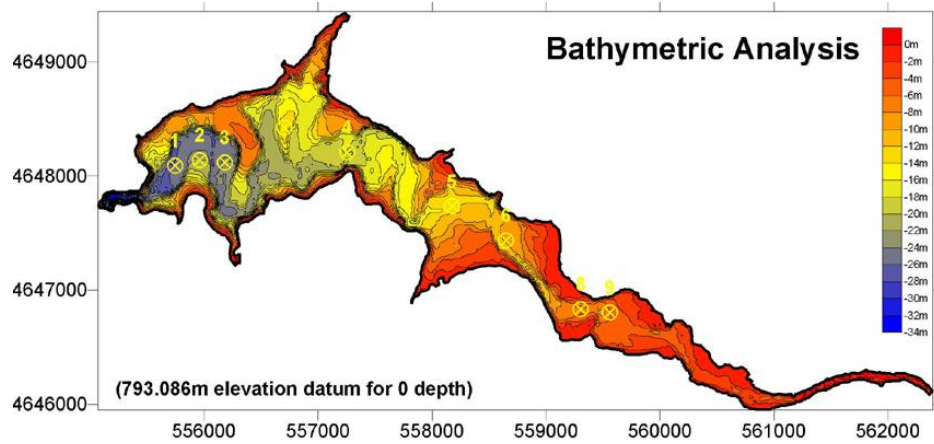 Bathymetric Analysis
4649000
4648000
4647000
4646000
0m
-2m
-4m
-6m
-8m
-10m
-12m
-14m
-16m
-18m
-20m
-22m
-24m
-26m
-28m
-30m
-32m
-34m
1 2 3
4
5
6
8 9
(793.086m elevation datum for 0 depth)
556000 557000 558000 559000 560000 561000 562000